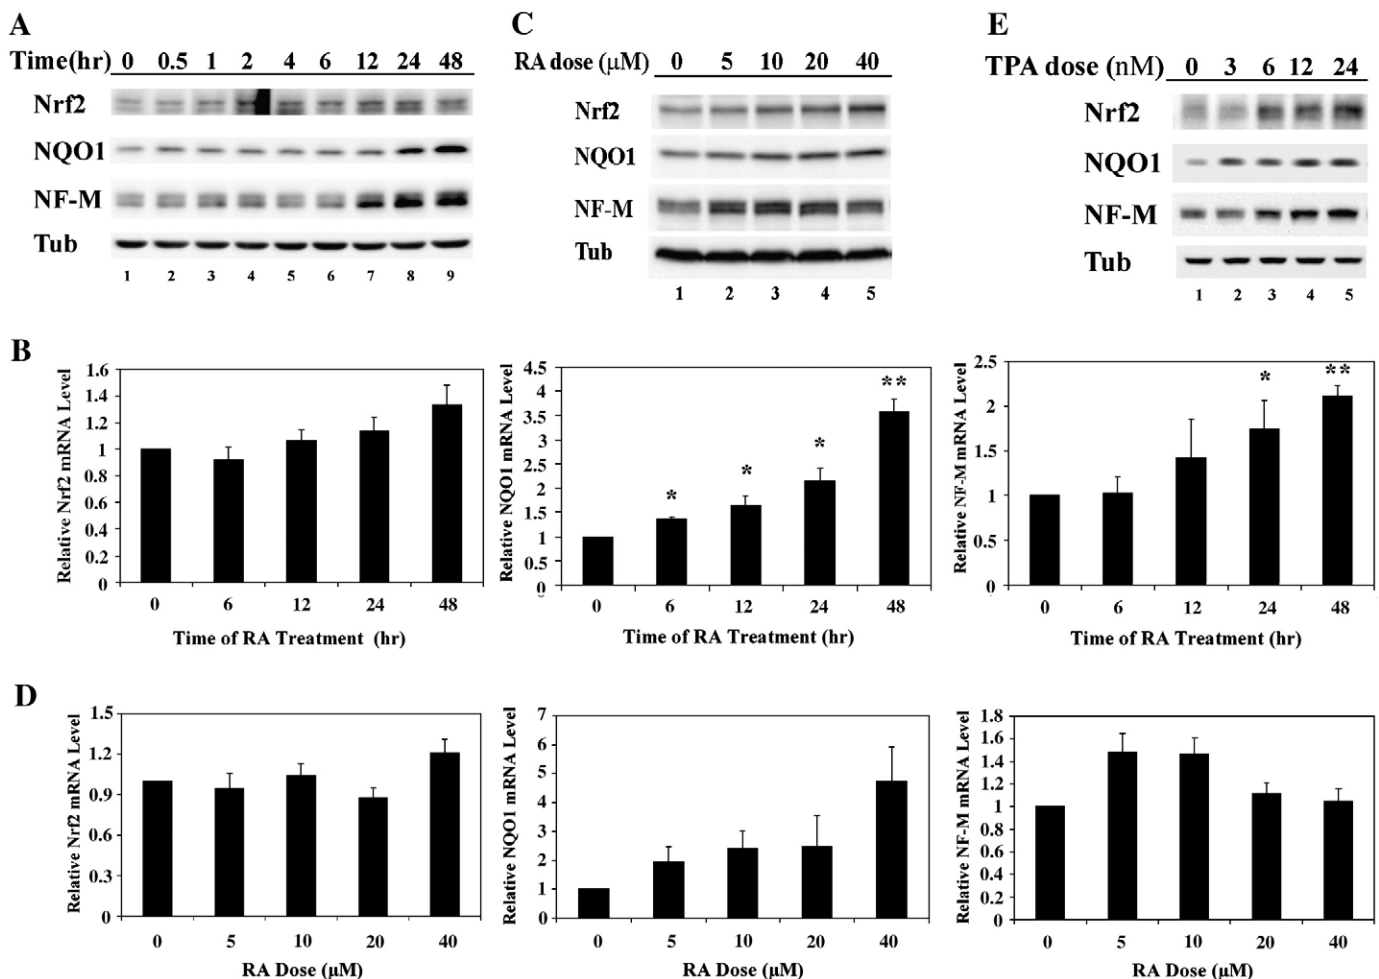 A
Time(hr) 0 0.5 1 2 4 6 12 24 48
Nrf2
NQO1
NF-M
Tub
1 2 3 4 5 6 7 8 9
C
RA dose (μM) 0 5 10 20 40
Nrf2
NQO1
NF-M
Tub
1 2 3 4 5
E
TPA dose (nM) 0 3 6 12 24
Nrf2
NQO1
NF-M
Tub
1 2 3 4 5
B
Relative Nrf2 mRNA Level
1.6
1.4
1.2
1
0.8
0.6
0.4
0.2
0
0 6 12 24 48
Time of RA Treatment (hr)
Relative NQO1 mRNA Level
4.5
4
3.5
3
2.5
2
1.5
1
0.5
0
* * * **
0 6 12 24 48
Time of RA Treatment (hr)
Relative NF-M mRNA Level
2.5
2
1.5
1
0.5
0
* **
0 6 12 24 48
Time of RA Treatment (hr)
D
Relative Nrf2 mRNA Level
1.5
1.2
0.9
0.6
0.3
0
0 5 10 20 40
RA Dose (μM)
Relative NQO1 mRNA Level
7
6
5
4
3
2
1
0
0 5 10 20 40
RA Dose (μM)
Relative NF-M mRNA Level
1.8
1.6
1.4
1.2
1
0.8
0.6
0.4
0.2
0
0 5 10 20 40
RA Dose (μM)